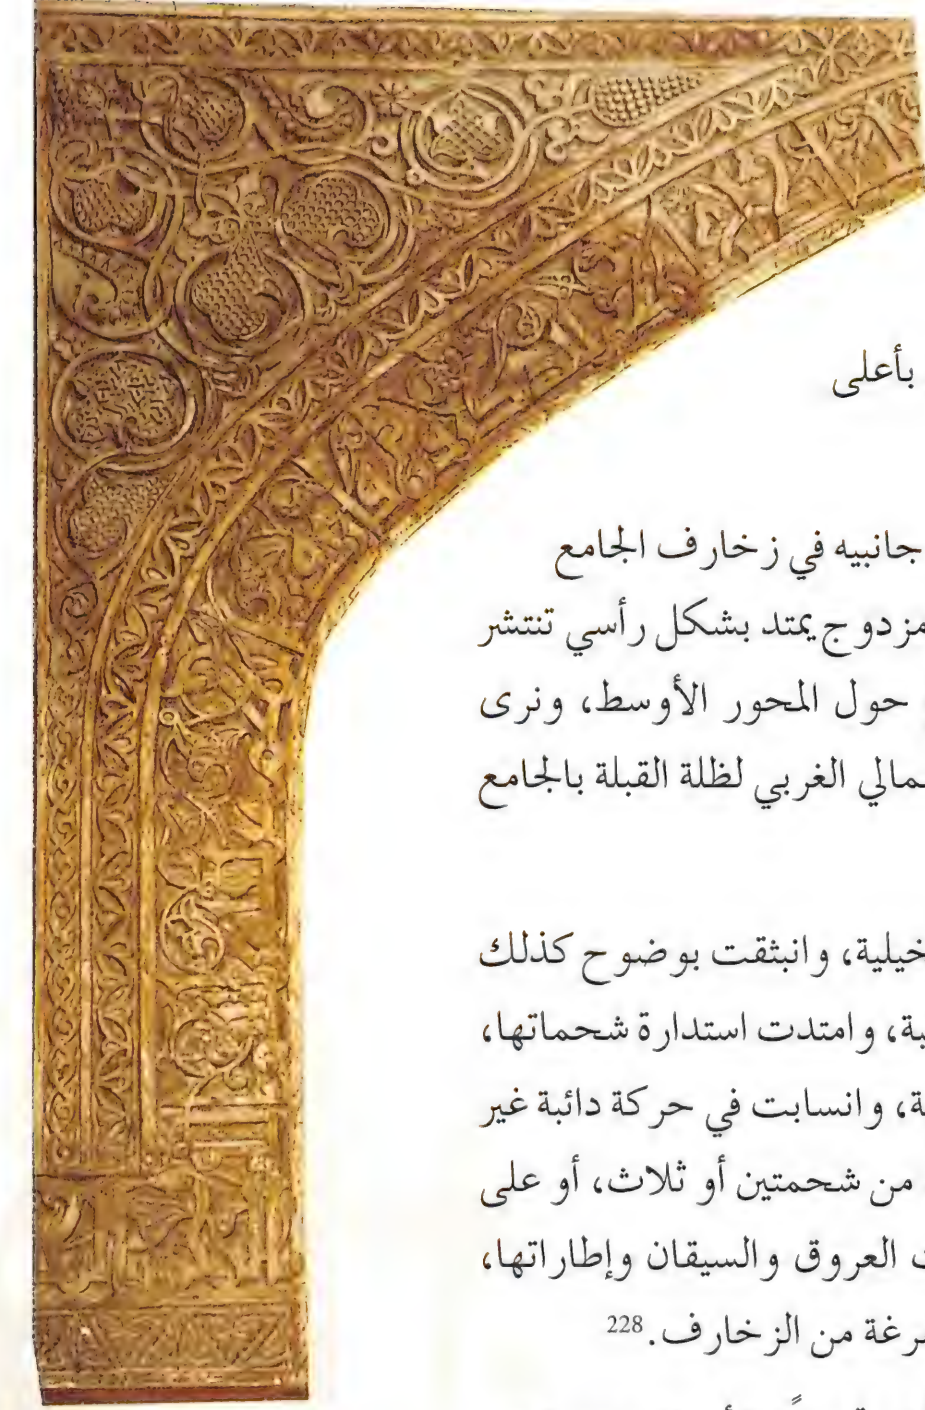 بأعلى
جانبيه في زخارف الجامع
مزدوج يمتد بشكل رأسي تنتشر
حول المحور الأوسط، ونرى
مالي الغربي لظلة القبلة بالجامع
خيلية، وانبثقت بوضوح كذلك
بة، وامتدت استدارة شحماتها،
ة، وانسابت في حركة دائبة غير
من شحمتين أو ثلاث، أو على
ت العروق والسيقان وإطاراتها،
رغة من الزخارف.228